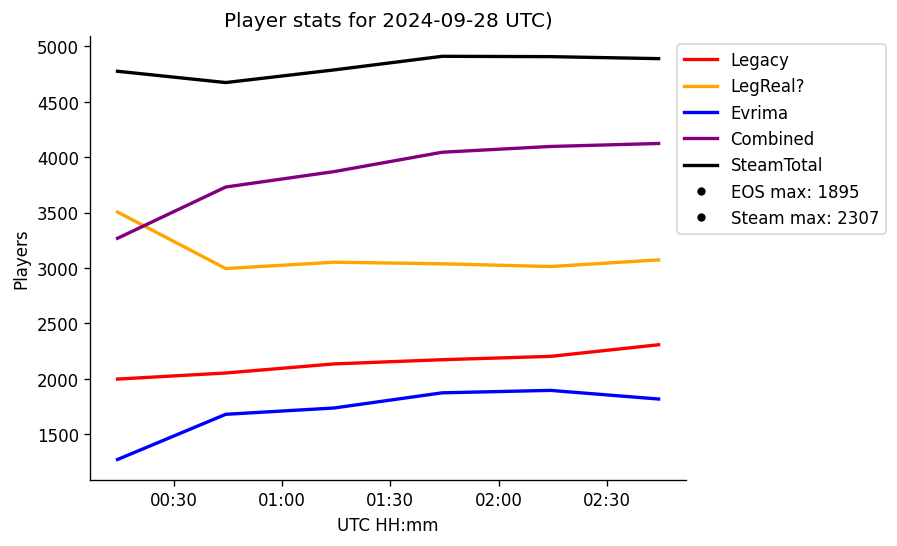 Player stats for 2024-09-28 UTC)
5000
4500
4000
3500
3000
2500
2000
1500
Players
00:30
01:00
01:30
02:00
02:30
UTC HH:mm
Legacy
LegReal?
Evrima
Combined
SteamTotal
EOS max: 1895
Steam max: 2307